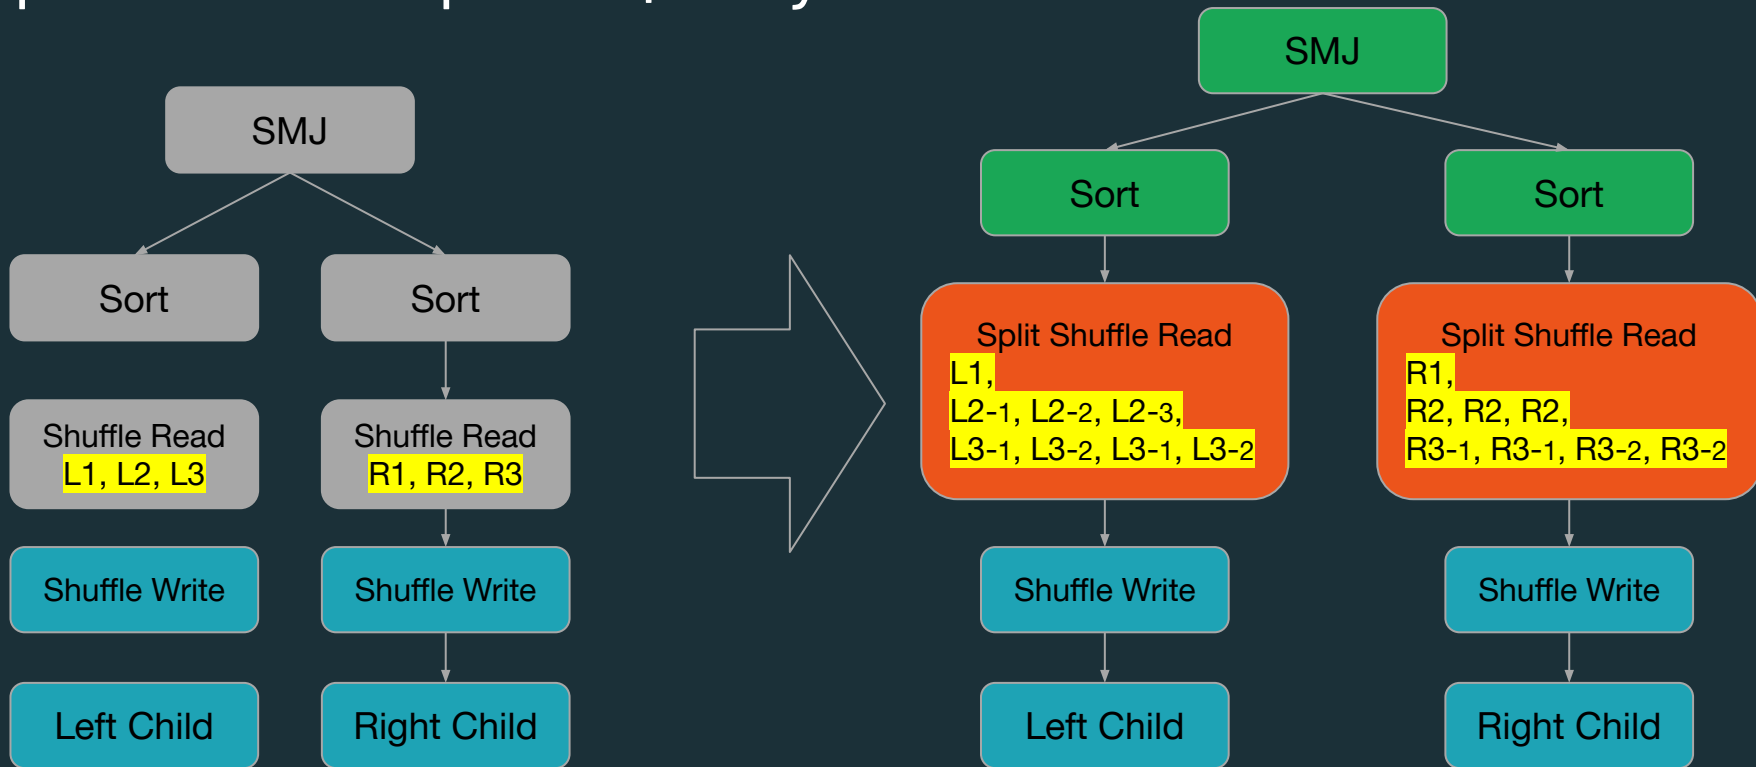 SMJ
Sort
Sort
Shuffle Read
L1, L2, L3
Shuffle Read
R1, R2, R3
Shuffle Write
Shuffle Write
Left Child
Right Child
SMJ
Sort
Sort
Split Shuffle Read
L1,
L2-1, L2-2, L2-3,
L3-1, L3-2, L3-1, L3-2
Split Shuffle Read
R1,
R2, R2, R2,
R3-1, R3-1, R3-2, R3-2
Shuffle Write
Shuffle Write
Left Child
Right Child